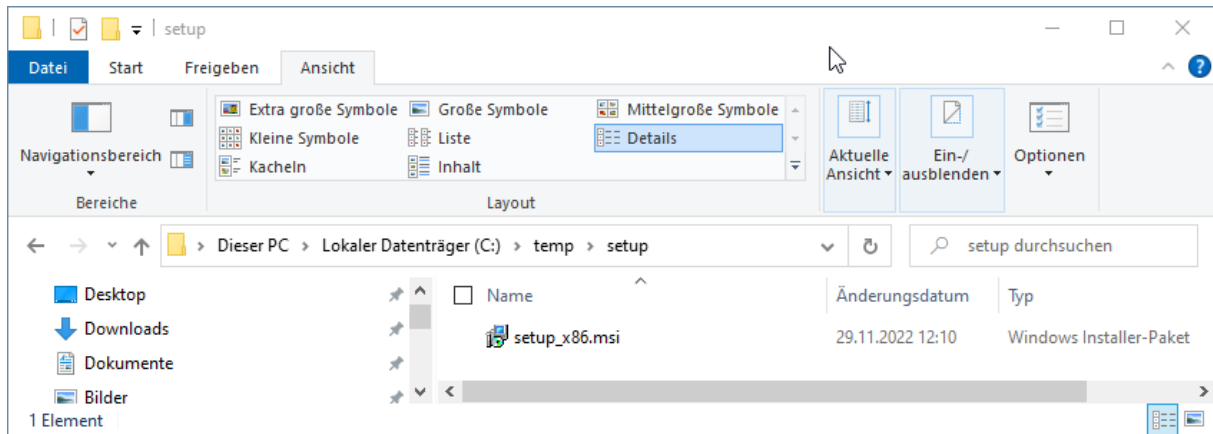 setup
Datei Start Freigeben Ansicht
Extra große Symbole Große Symbole Mittelgroße Symbole
Kleine Symbole Liste Details
Kacheln Inhalt
Navigationsbereich
Aktuelle Ansicht
Ein-/ausblenden
Optionen
Bereiche Layout
Dieser PC > Lokaler Datenträger (C:) > temp > setup
setup durchsuchen
Desktop
Downloads
Dokumente
Bilder
Name Änderungsdatum Typ
setup_x86.msi 29.11.2022 12:10 Windows Installer-Paket
1 Element